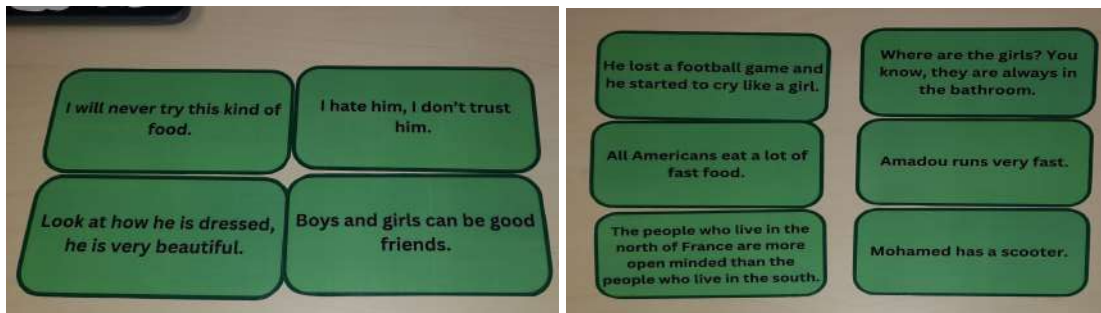 I will never try this kind of
food.
I hate him, I don't trust
him.
Look at how he is dressed,
he is very beautiful.
Boys and girls can be good
friends.
He lost a football game and
he started to cry like a girl.
Where are the girls? You
know, they are always in
the bathroom.
All Americans eat a lot of
fast food.
Amadou runs very fast.
The people who live in the
north of France are more
open minded than the
people who live in the south.
Mohamed has a scooter.